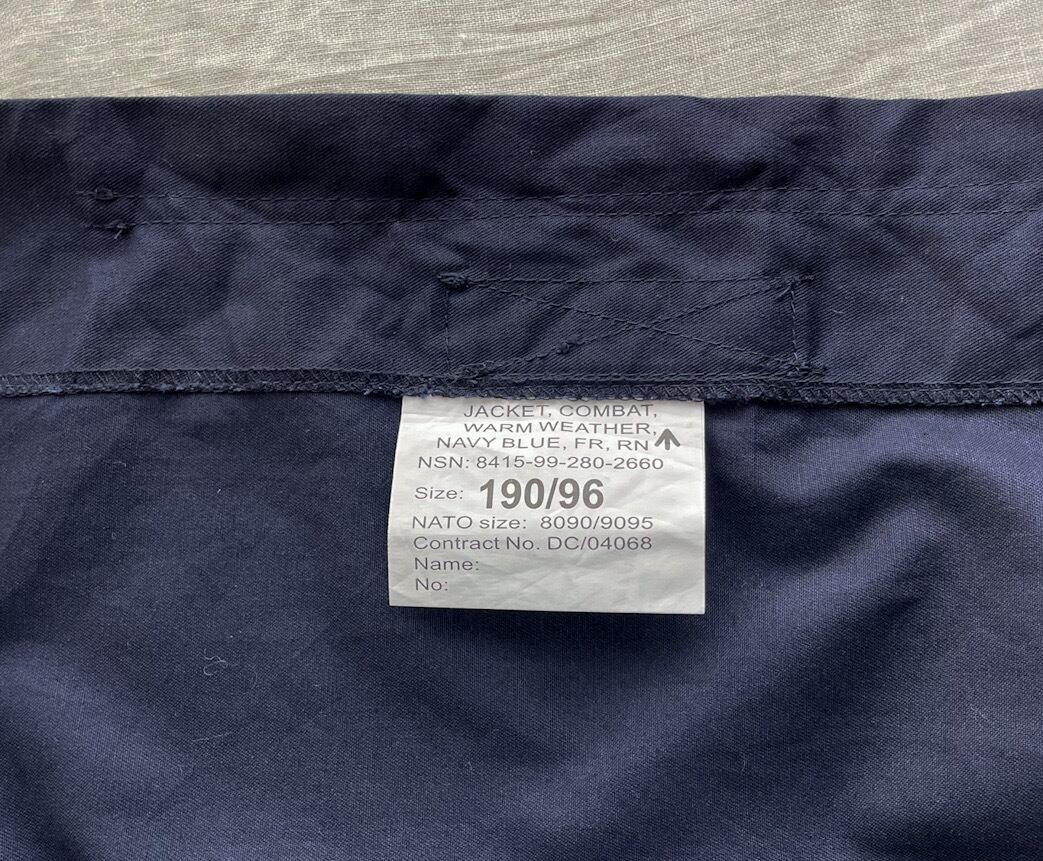 JACKET, COMBAT,
WARM WEATHER,
NAVY BLUE, FR, RN
NSN: 8415-99-280-2660
Size: 190/96
NATO size: 8090/9095
Contract No. DC/04068
Name:
No: